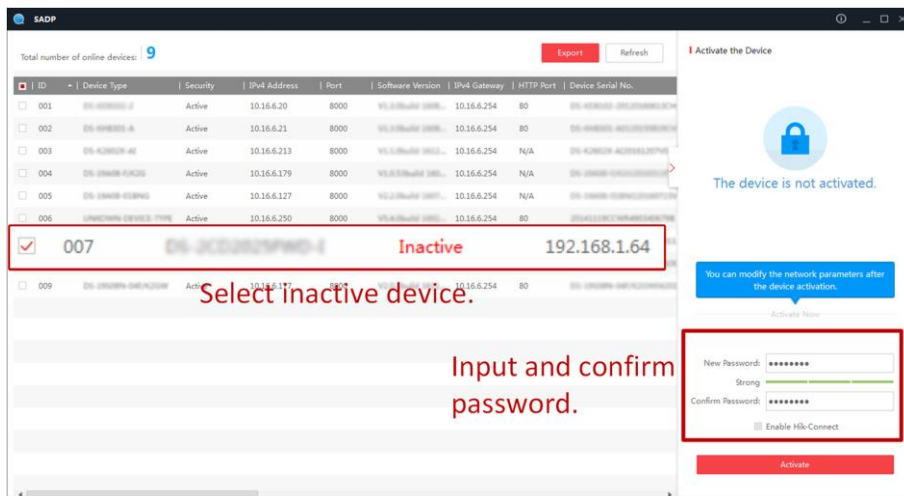 SADP
Total number of online devices: 9
Export
Refresh
ID Device Type Security IPv4 Address Port Software Version IPv4 Gateway HTTP Port Device Serial No.
001 Active 10.16.6.20 8000 10.16.6.254 80
002 Active 10.16.6.21 8000 10.16.6.254 80
003 Active 10.16.6.213 8000 10.16.6.254 N/A
004 Active 10.16.6.179 8000 10.16.6.254 N/A
005 Active 10.16.6.127 8000 10.16.6.254 N/A
006 Active 10.16.6.250 8000 10.16.6.254 80
007 Inactive 192.168.1.64
009 10.16.6.254 80
Select inactive device.
Input and confirm
password.
Activate the Device
The device is not activated.
You can modify the network parameters after
the device activation.
Activate Now
New Password:
Strong
Confirm Password:
Enable Hik-Connect
Activate